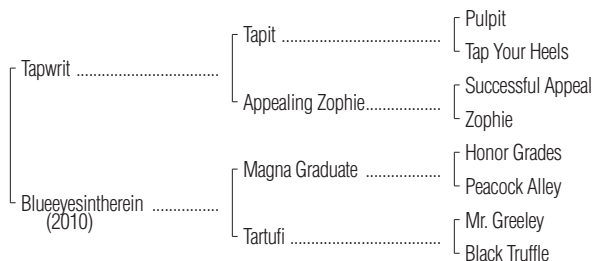 Pulpit
Tapit ........................................
Tap Your Heels
Tapwrit ....................................
Successful Appeal
Appealing Zophie...................
Zophie
Honor Grades
Magna Graduate ...................
Peacock Alley
Blueeyesintherein .................
(2010)
Mr. Greeley
Tartufi ......................................
Black Truffle